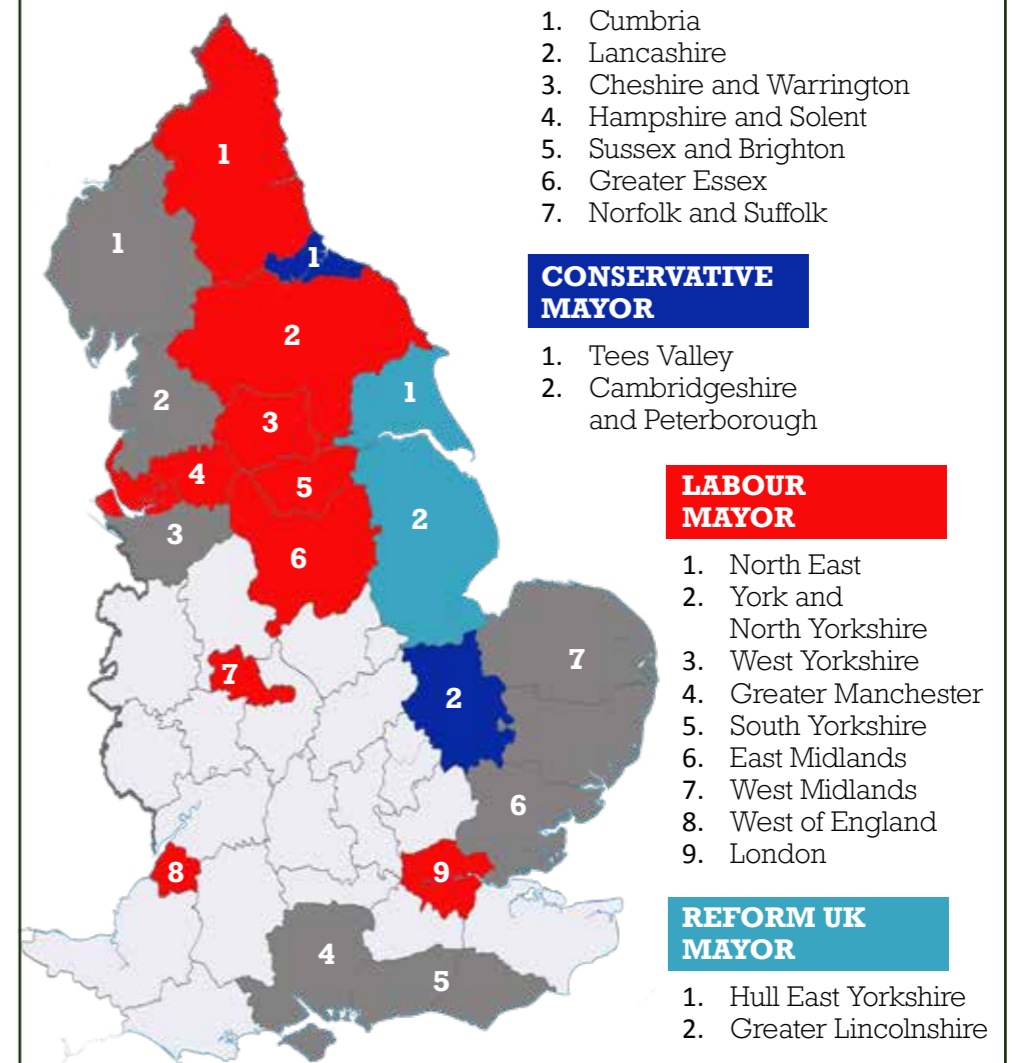 1. Cumbria
2. Lancashire
3. Cheshire and Warrington
4. Hampshire and Solent
5. Sussex and Brighton
6. Greater Essex
7. Norfolk and Suffolk
CONSERVATIVE
MAYOR
1. Tees Valley
2. Cambridgeshire
and Peterborough
LABOUR
MAYOR
1. North East
2. York and
North Yorkshire
3. West Yorkshire
4. Greater Manchester
5. South Yorkshire
6. East Midlands
7. West Midlands
8. West of England
9. London
REFORM UK
MAYOR
1. Hull East Yorkshire
2. Greater Lincolnshire
1
1
1
2
1
2
3
4
5
2
3
6
7
7
2
6
8
9
4
5